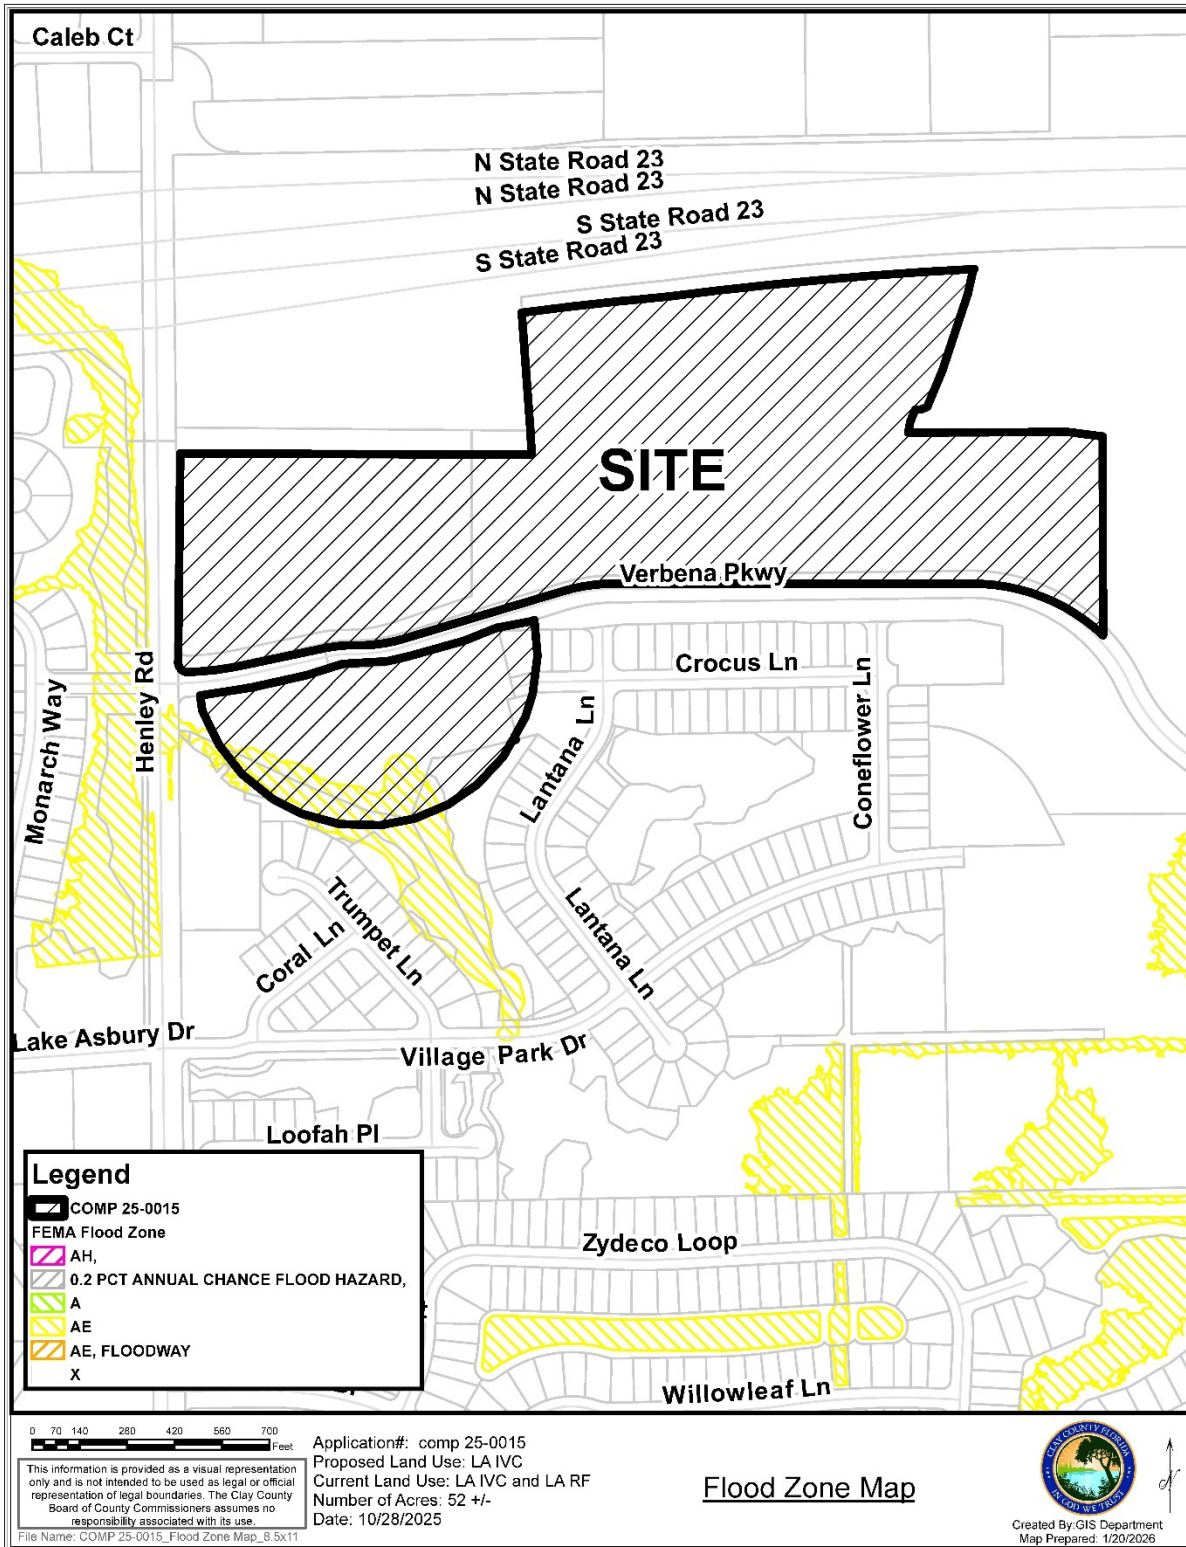 Caleb Ct
N State Road 23
N State Road 23
S State Road 23
S State Road 23
SITE
Verbena Pkwy
Crocus Ln
Henley Rd
Monarch Way
Lantana Ln
Coneflower Ln
Trumpet Ln
Coral Ln
Lantana Ln
Lake Asbury Dr
Village Park Dr
Loofah Pl
Zydeco Loop
Willowleaf Ln
Legend
COMP 25-0015
FEMA Flood Zone
AH,
0.2 PCT ANNUAL CHANCE FLOOD HAZARD,
A
AE
AE, FLOODWAY
X
0 70 140 280 420 560 700
Feet
This information is provided as a visual representation
only and is not intended to be used as legal or official
representation of legal boundaries. The Clay County
Board of County Commissioners assumes no
responsibility associated with its use.
File Name: COMP 25-0015_Flood Zone Map_8.5x11
Application#: comp 25-0015
Proposed Land Use: LA IVC
Current Land Use: LA IVC and LA RF
Number of Acres: 52 +/-
Date: 10/28/2025
Flood Zone Map
CLAY COUNTY FLORIDA
IN GOD WE TRUST
N
Created By:GIS Department
Map Prepared: 1/20/2026